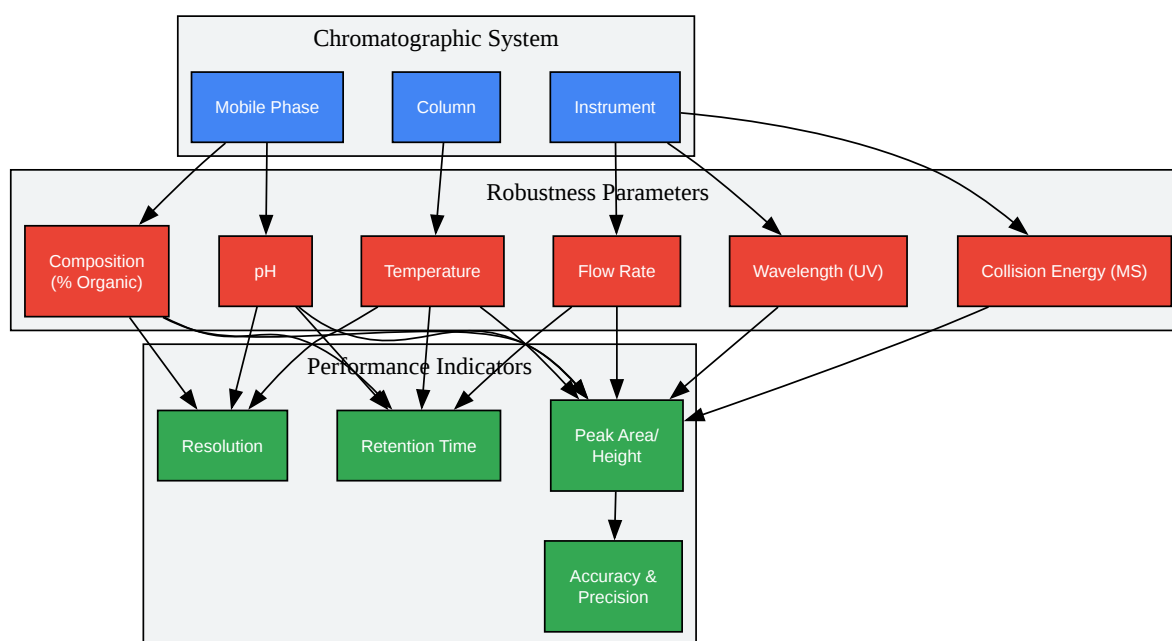 Chromatographic System
Mobile Phase
Column
Instrument
Robustness Parameters
Composition
(% Organic)
pH
Temperature
Flow Rate
Wavelength (UV)
Collision Energy (MS)
Performance Indicators
Resolution
Retention Time
Peak Area/
Height
Accuracy &
Precision